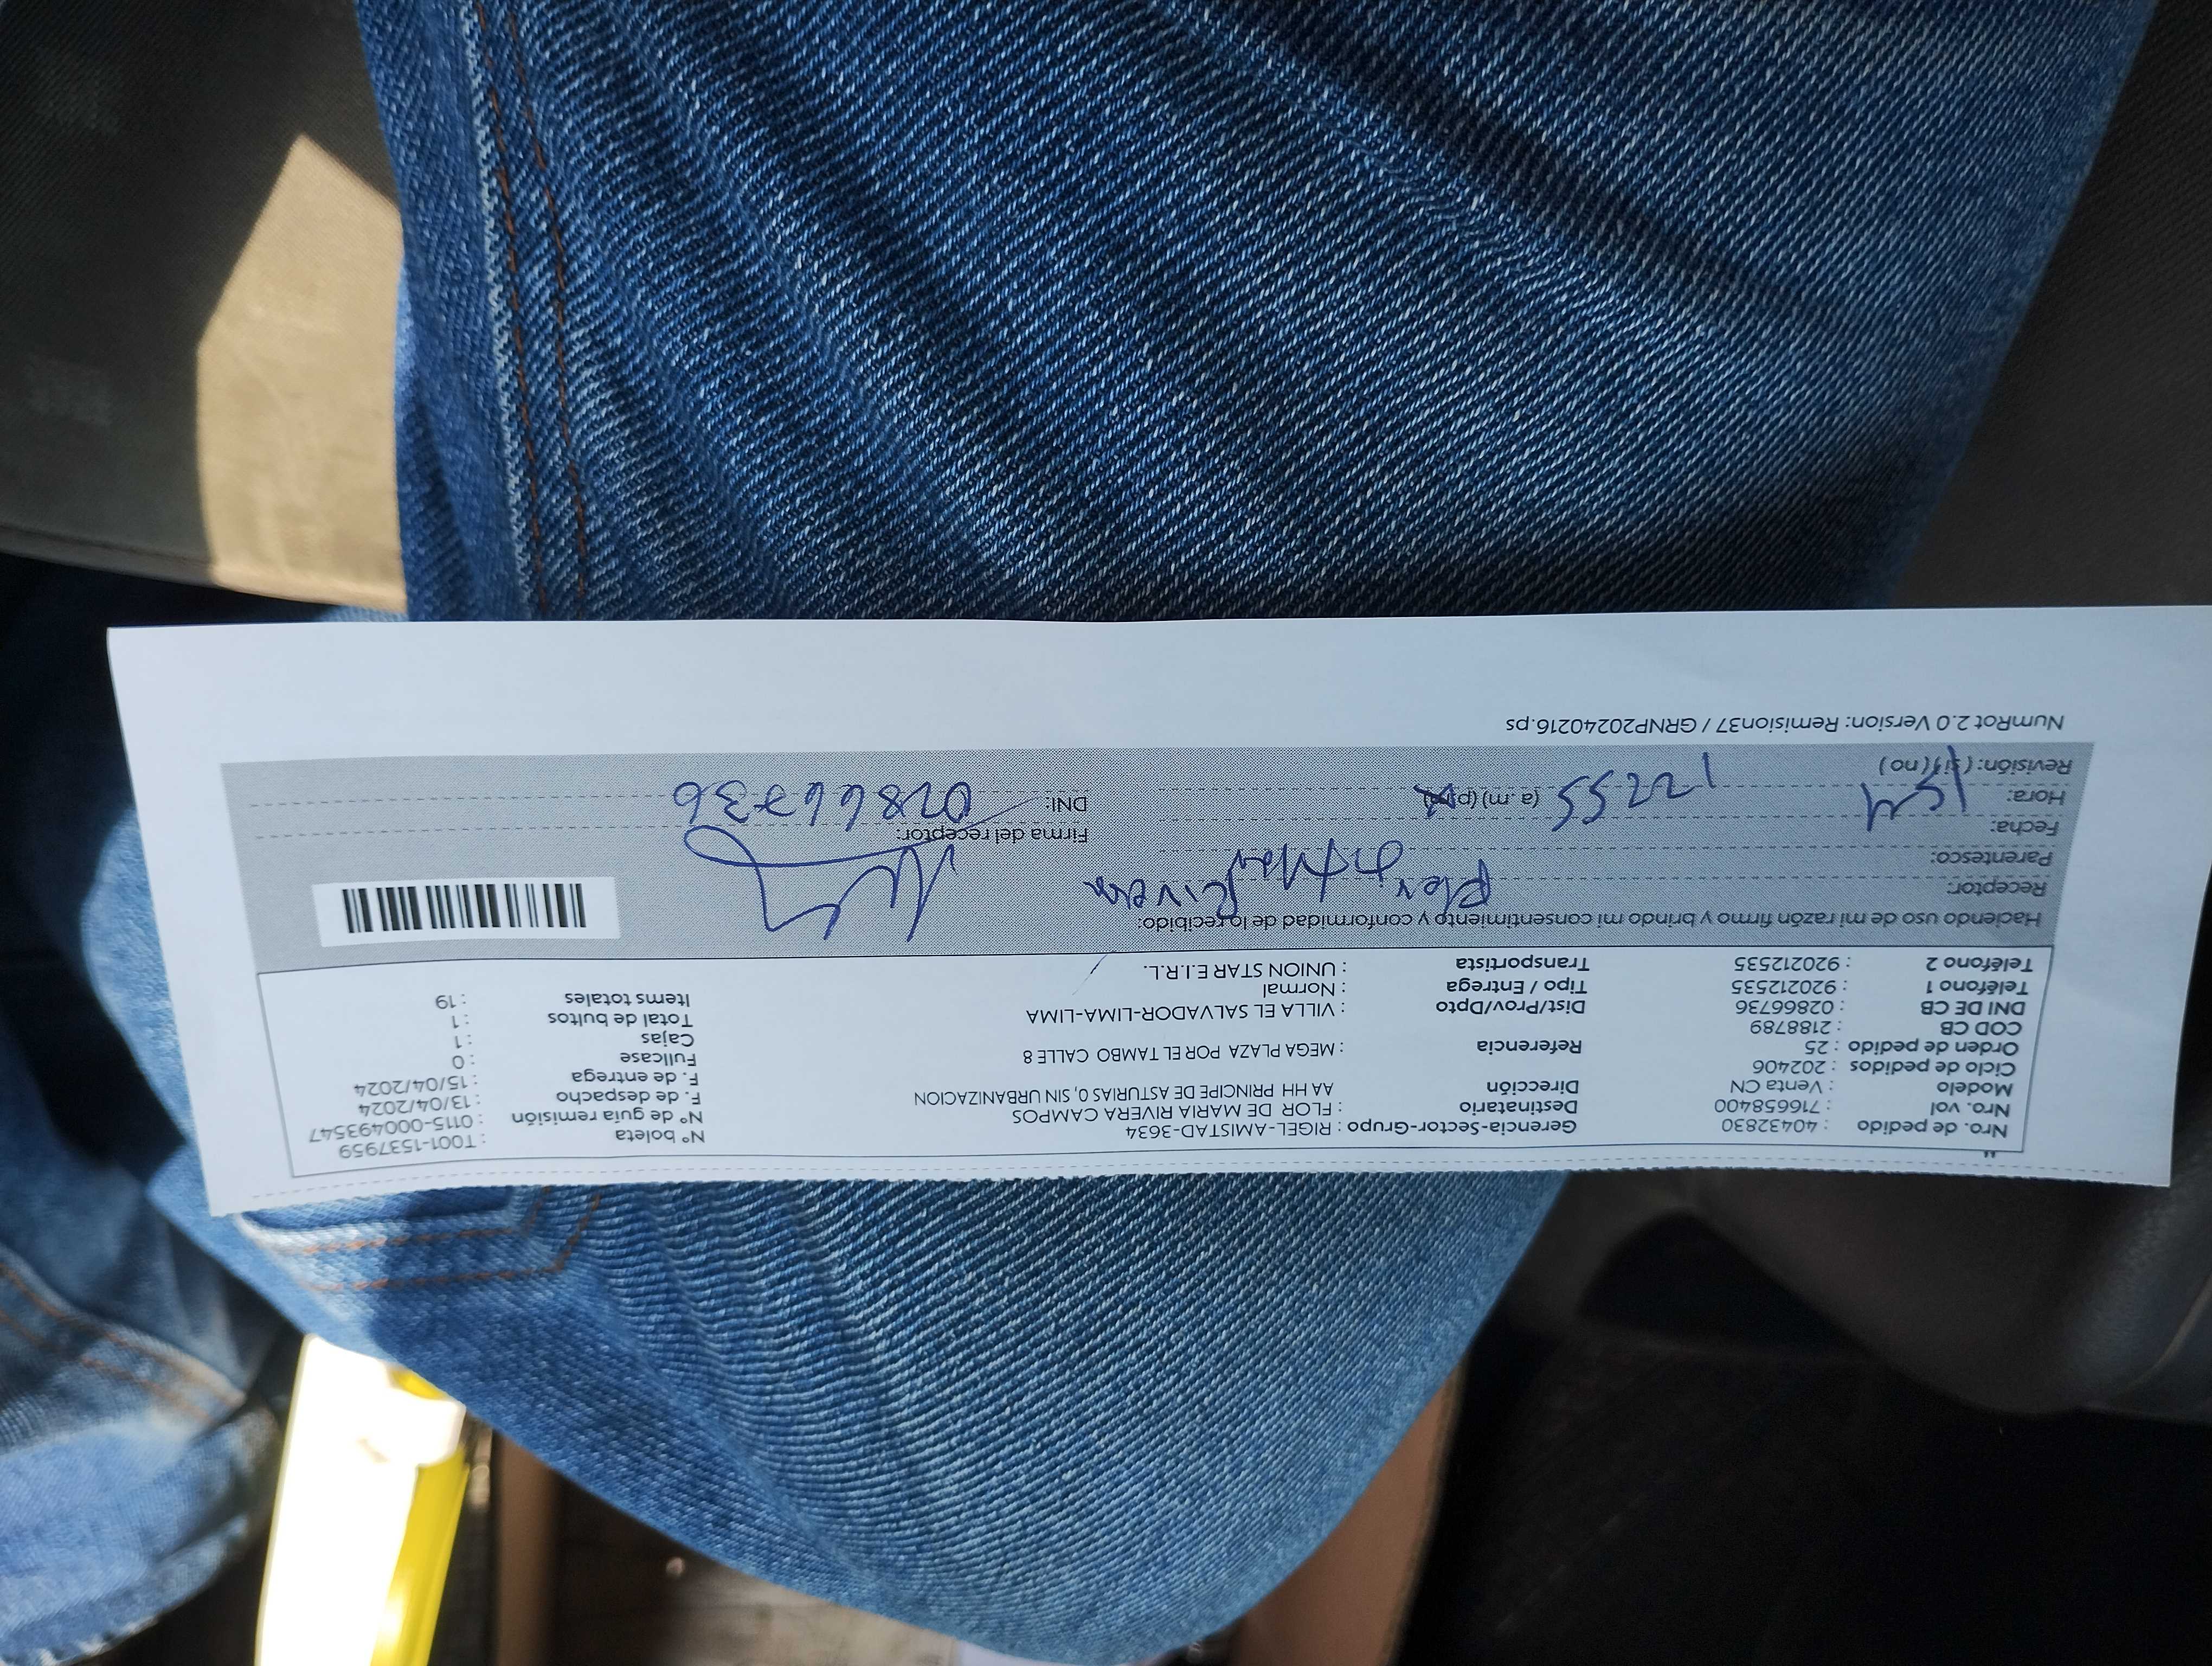 Nro. de pedido : 40432830 Gerencia-Sector-Grupo : RIGEL-AMISTAD-3634 Nº boleta : T001-1537959
Nro. vol : 716658400 Destinatario : FLOR DE MARIA RIVERA CAMPOS Nº de guía remisión : 0115-000493547
Modelo : Venta CN Dirección AA HH PRINCIPE DE ASTURIAS 0, SIN URBANIZACION F. de despacho : 13/04/2024
Ciclo de pedidos : 202406 F. de entrega : 15/04/2024
Orden de pedido : 25 Referencia : MEGA PLAZA POR EL TAMBO CALLE 8 Fullcase : 0
COD CB : 2188789 Cajas : 1
DNI DE CB : 02866736 Dist/Prov/Dpto : VILLA EL SALVADOR-LIMA-LIMA Total de bultos : 1
Teléfono 1 : 920212535 Tipo / Entrega : Normal Items totales : 19
Teléfono 2 : 920212535 Transportista : UNION STAR E.I.R.L.
Haciendo uso de mi razón firmo y brindo mi consentimiento y conformidad de lo recibido:
Receptor: Flor Rivera
Parentesco:
Fecha: Firma del receptor:
Hora: 1255 (a. m) (pm) DNI: 02866736
Revisión: ( si ) ( no )
NumRot 2.0 Version: Remision37 / GRNP20240216.ps